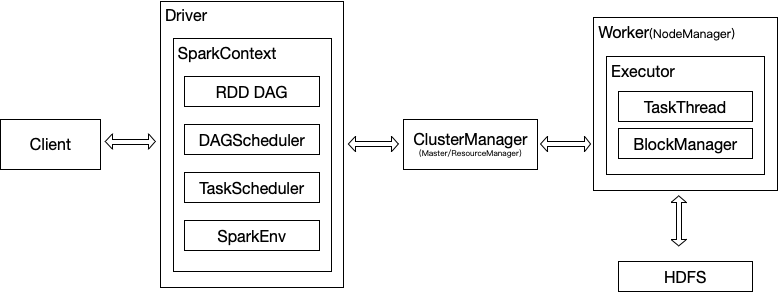 Client
Driver
SparkContext
RDD DAG
DAGScheduler
TaskScheduler
SparkEnv
ClusterManager
(Master/ResourceManager)
Worker(NodeManager)
Executor
TaskThread
BlockManager
HDFS